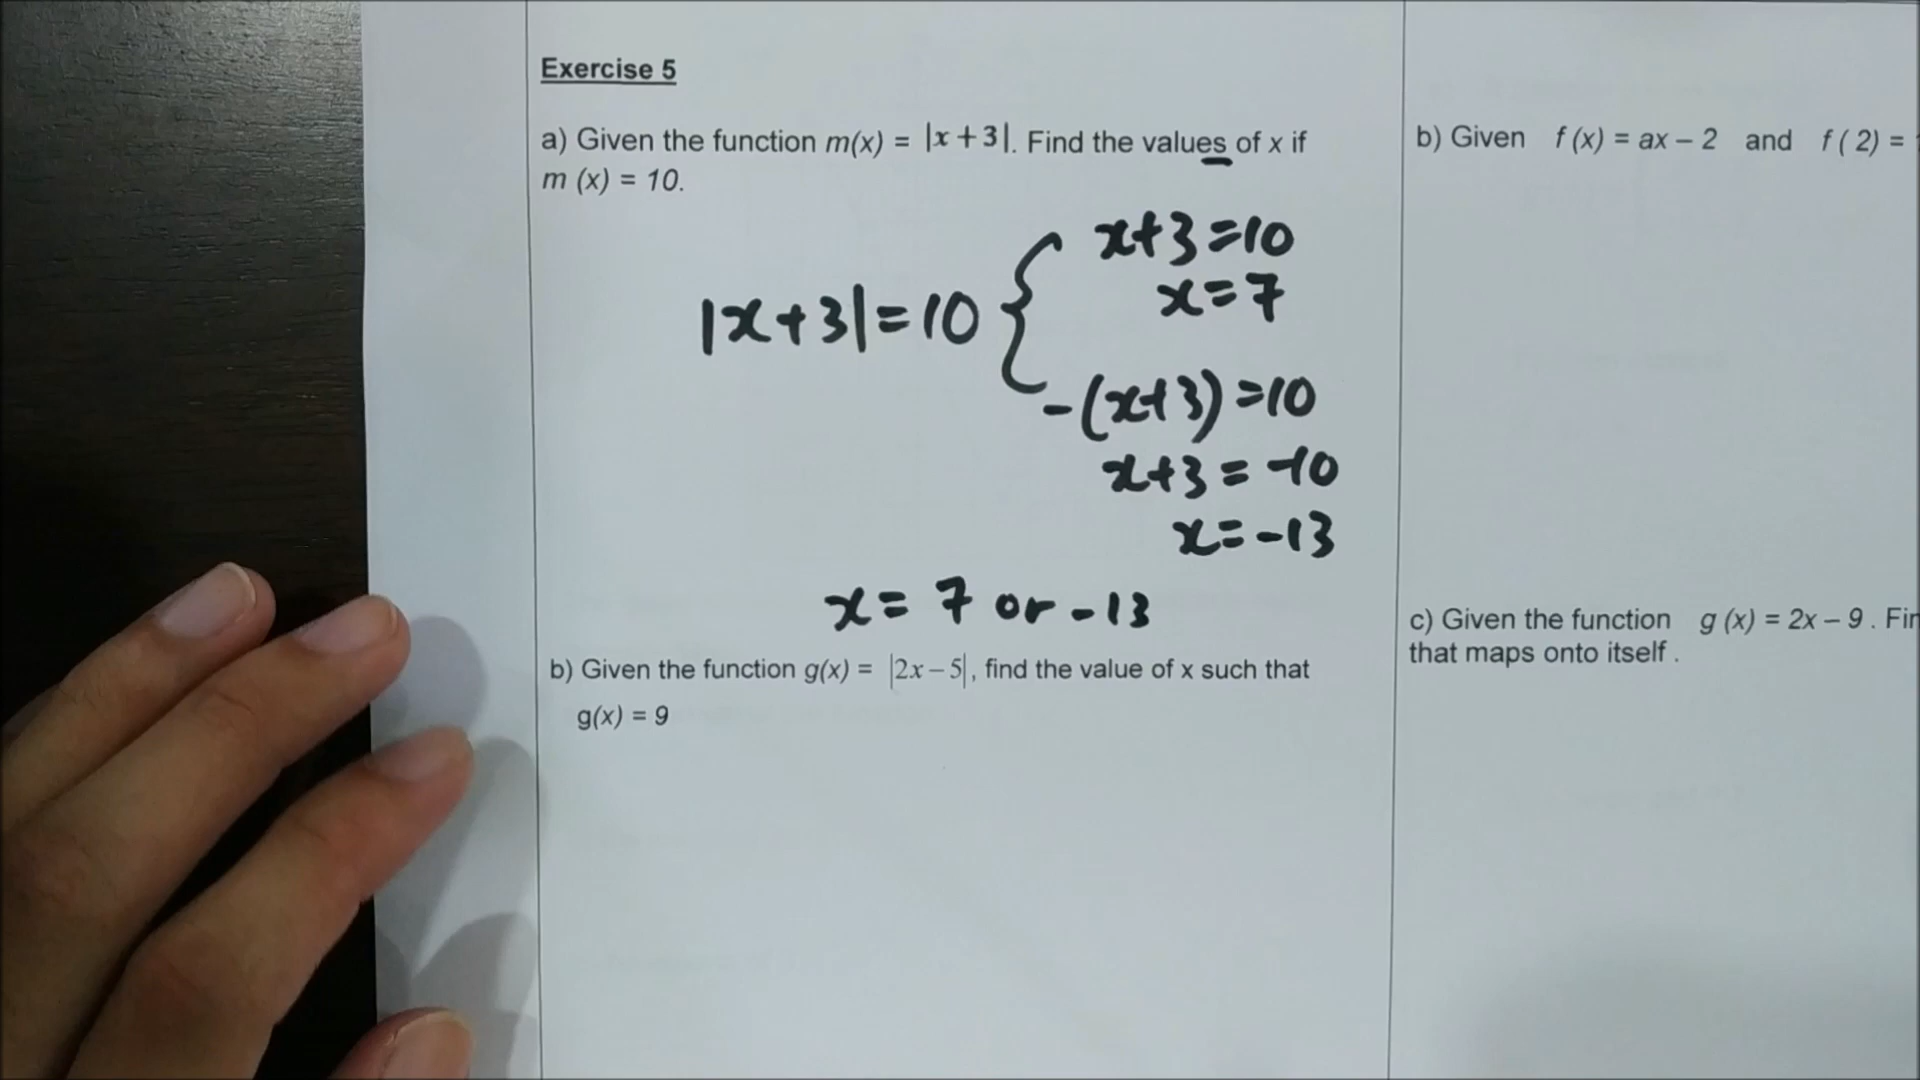 Exercise 5
a) Given the function m(x) = |x + 3|. Find the values of x if
m (x) = 10.
|x+3|=10
x+3=10
x=7
-(x+3)=10
x+3=-10
x=-13
x= 7 or -13
b) Given the function g(x) = |2x – 5|, find the value of x such that
g(x) = 9
b) Given f (x) = ax – 2 and f ( 2) =
c) Given the function g (x) = 2x – 9 .
that maps onto itself .